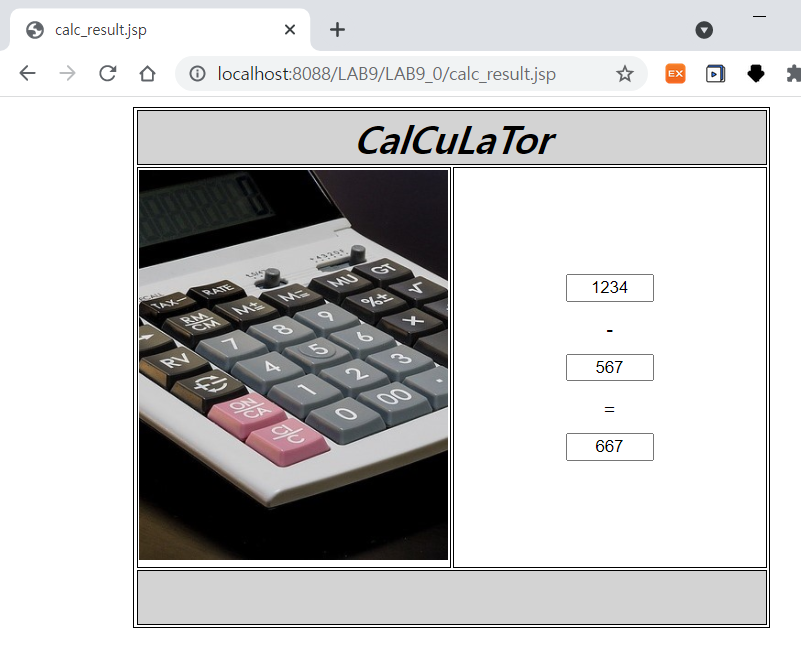 calc_result.jsp
localhost:8088/LAB9/LAB9_0/calc_result.jsp
EX
CalCuLaTor
TAX−
RATE
M±
M=
MU
GT
RM/CM
%±
√
×
RV
7
8
9
4
5
6
ON/CA
1
2
3
CI/C
0
00
.
1234
-
567
=
667